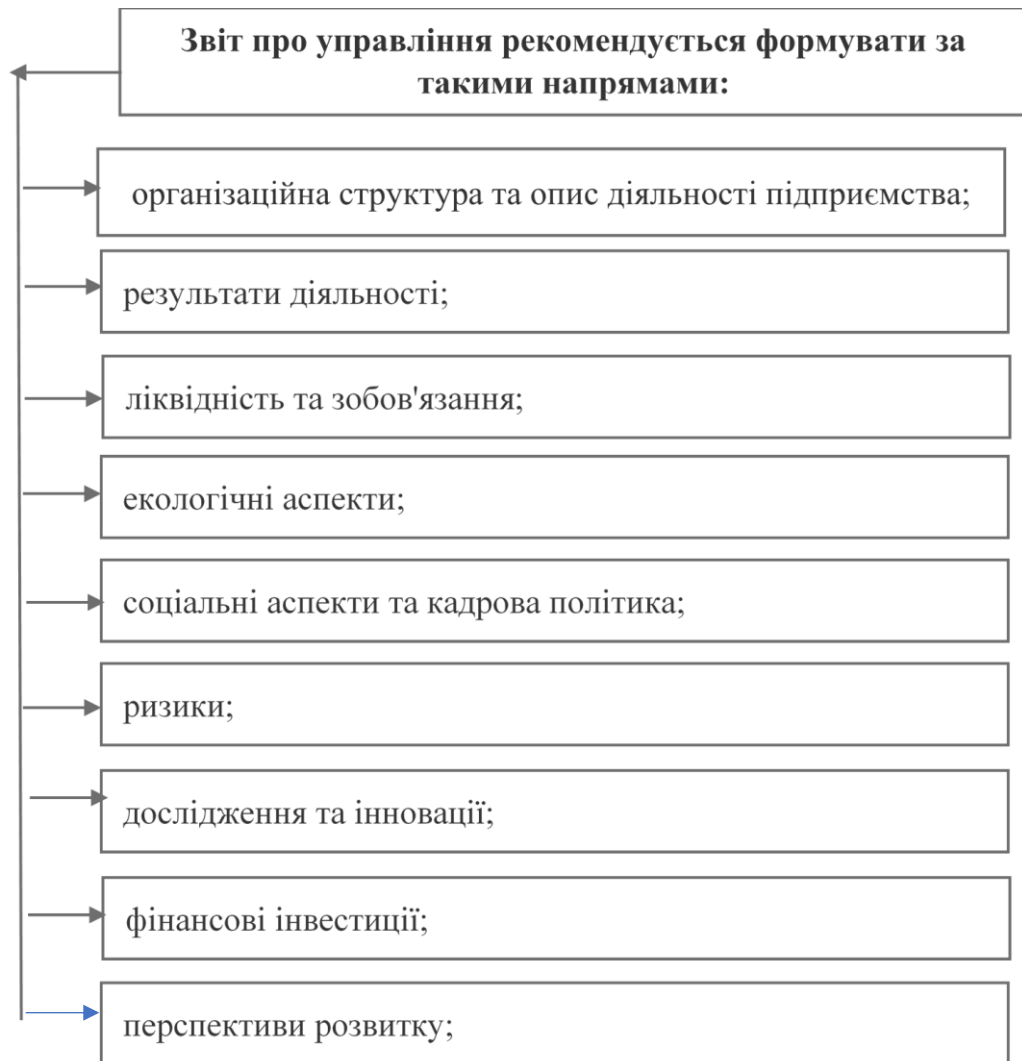 Звіт про управління рекомендується формувати за
такими напрямами:
організаційна структура та опис діяльності підприємства;
результати діяльності;
ліквідність та зобов'язання;
екологічні аспекти;
соціальні аспекти та кадрова політика;
ризики;
дослідження та інновації;
фінансові інвестиції;
перспективи розвитку;